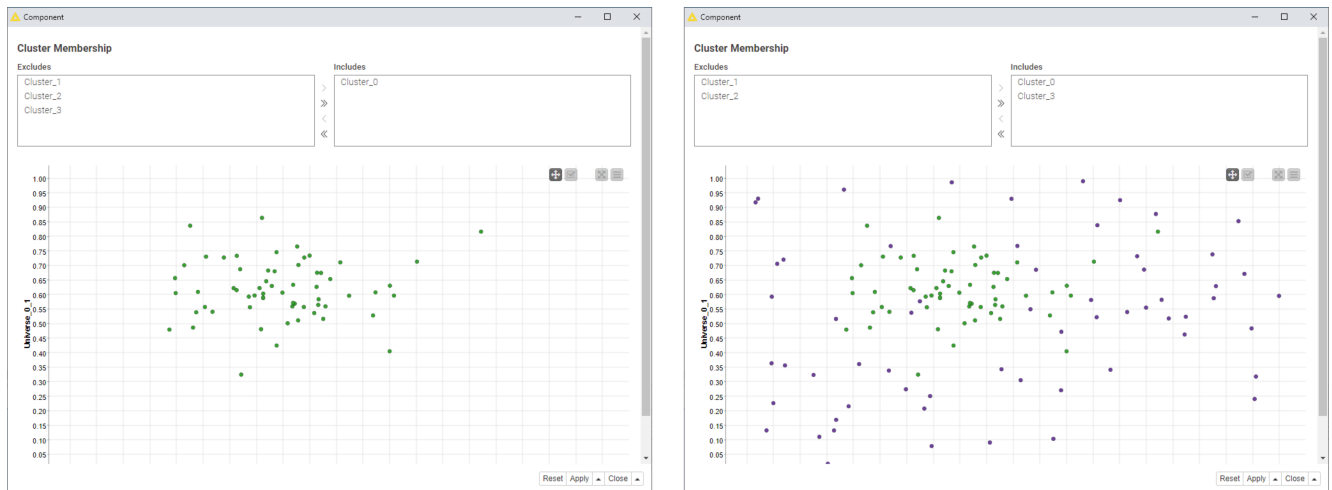 Component
Cluster Membership
Excludes
Includes
Cluster_1
Cluster_2
Cluster_3
Cluster_0
1.00
0.95
0.90
0.85
0.80
0.75
0.70
0.65
0.60
0.55
0.50
0.45
0.40
0.35
0.30
0.25
0.20
0.15
0.10
0.05
Universe_0_1
Reset Apply Close
Component
Cluster Membership
Excludes
Includes
Cluster_1
Cluster_2
Cluster_0
Cluster_3
1.00
0.95
0.90
0.85
0.80
0.75
0.70
0.65
0.60
0.55
0.50
0.45
0.40
0.35
0.30
0.25
0.20
0.15
0.10
0.05
Universe_0_1
Reset Apply Close